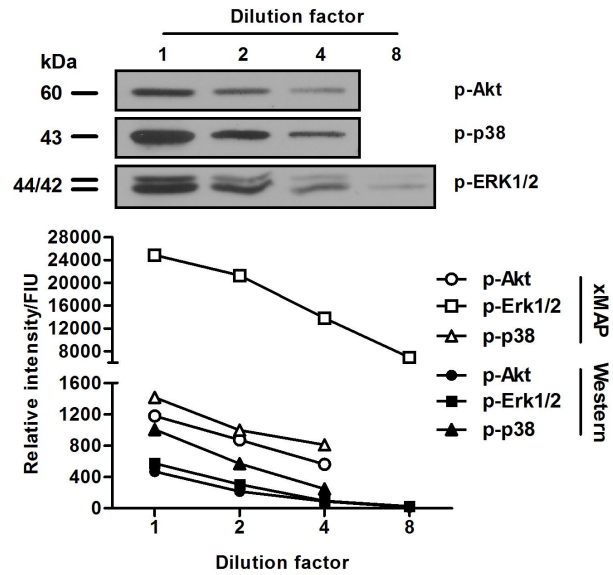 Dilution factor
1 2 4 8
kDa
60 p-Akt
43 p-p38
44/42 p-ERK1/2
Relative intensity/FIU
28000
24000
20000
16000
12000
8000
1600
1200
800
400
0
1 2 4 8
Dilution factor
p-Akt
p-Erk1/2
p-p38
xMAP
p-Akt
p-Erk1/2
p-p38
Western